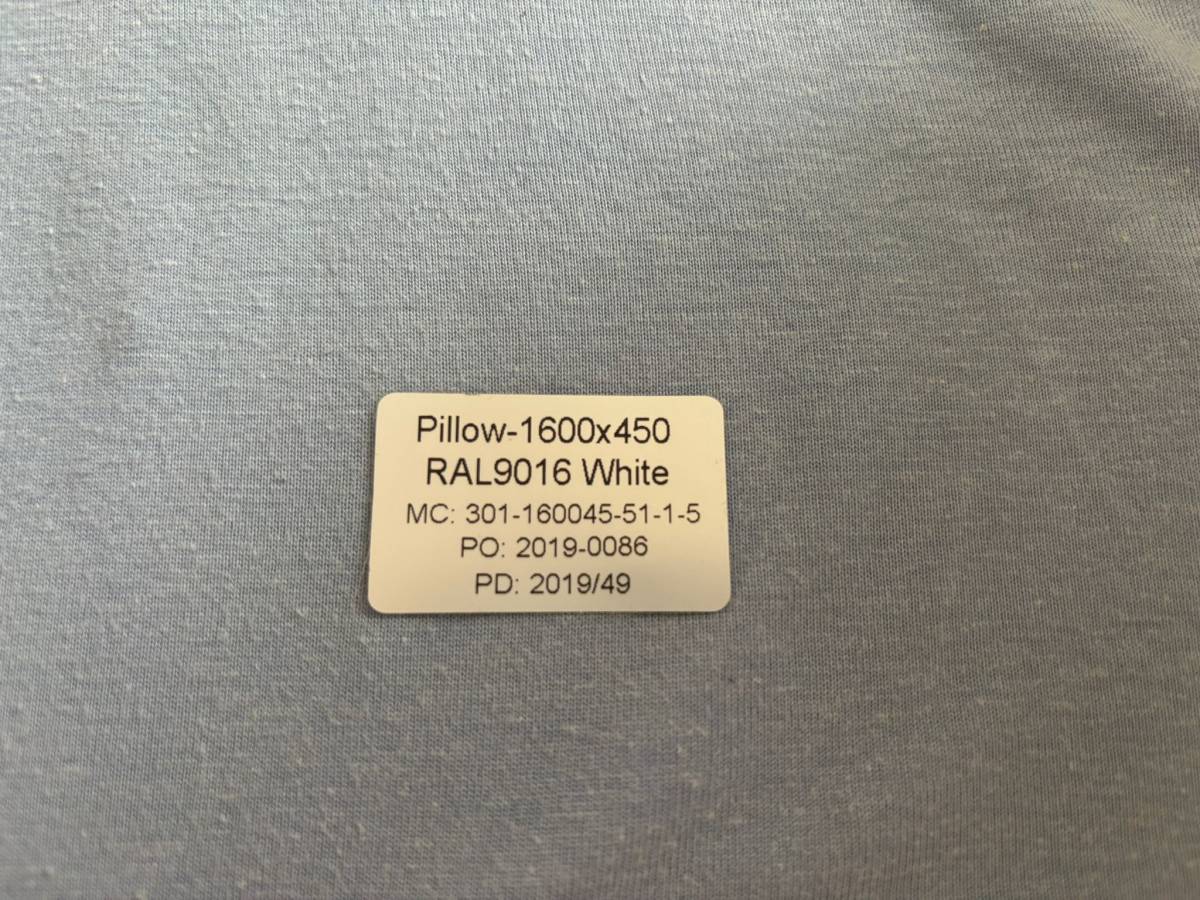 Pillow-1600x450
RAL9016 White
MC: 301-160045-51-1-5
PO: 2019-0086
PD: 2019/49